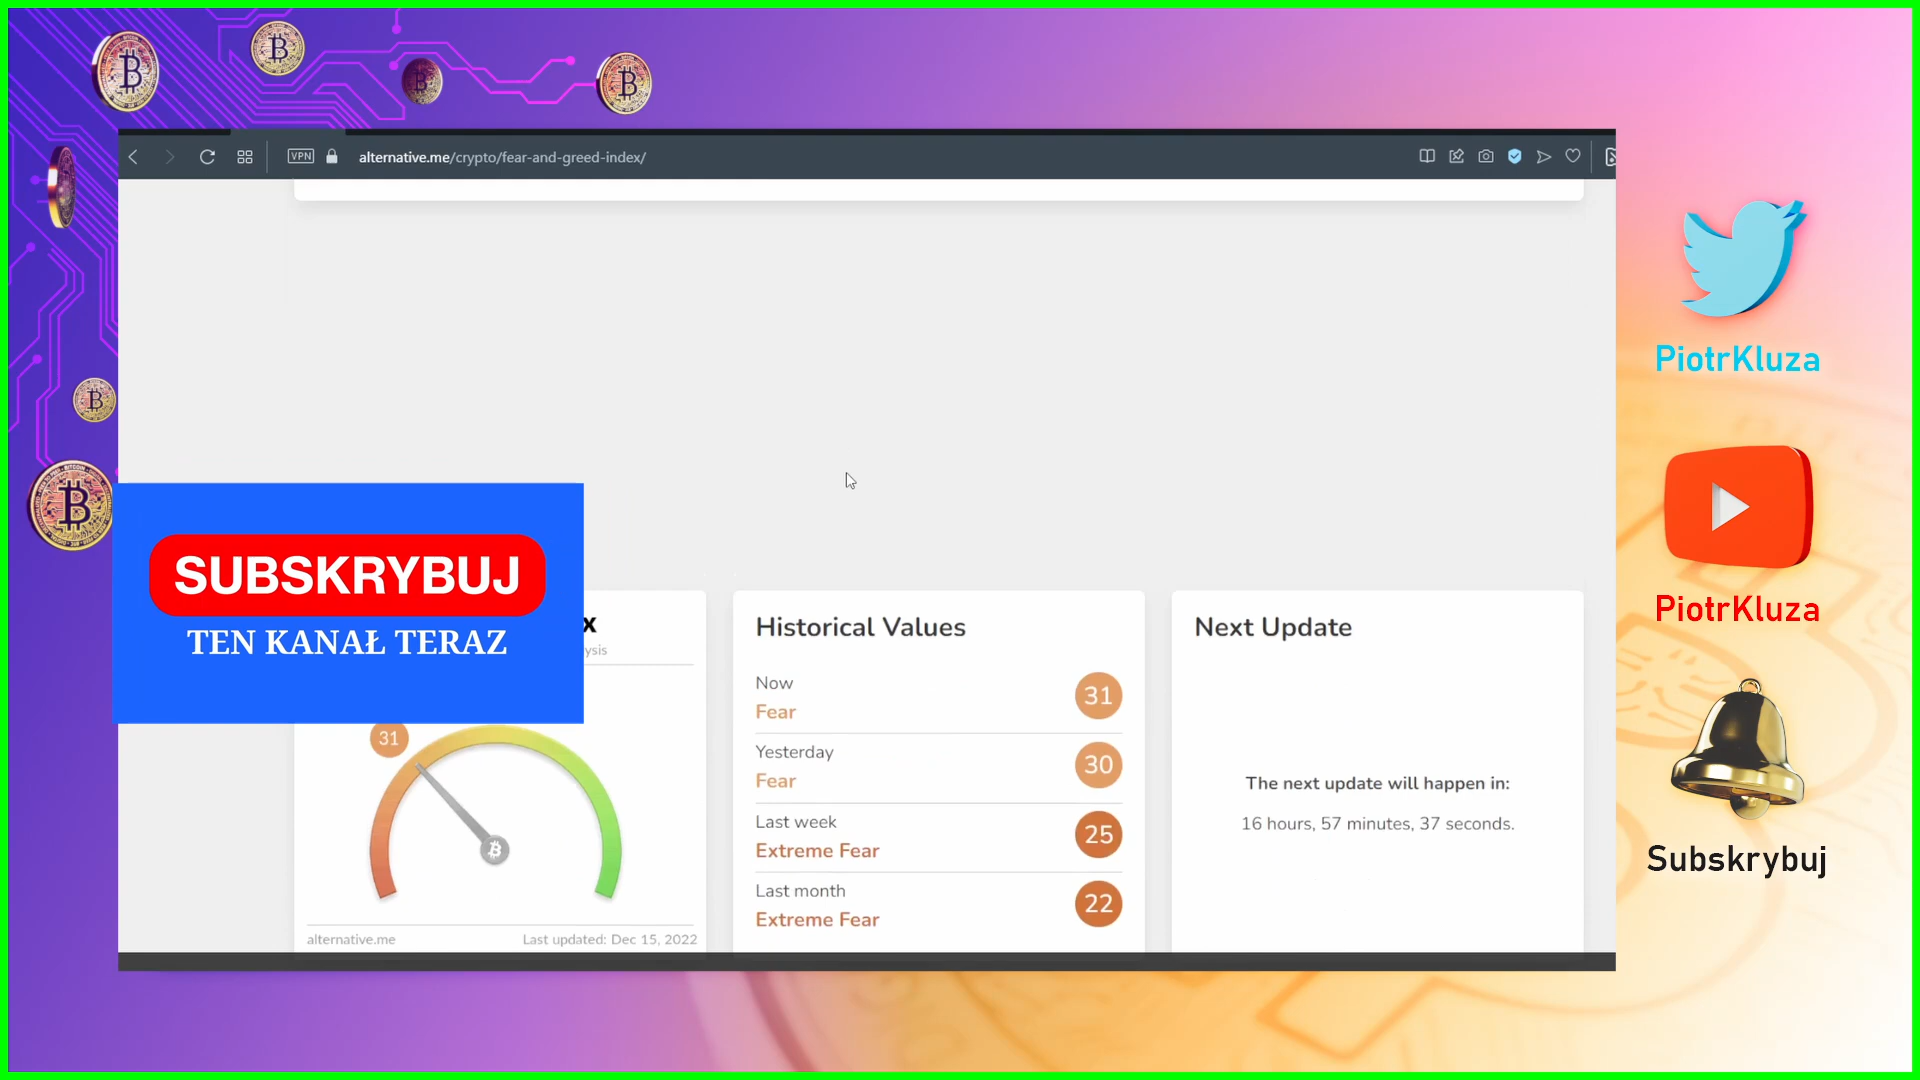 VPN
alternative.me/crypto/fear-and-greed-index/
PiotrKluza
PiotrKluza
Subskrybuj
SUBSKRYBUJ
TEN KANAŁ TERAZ
x
ysis
31
alternative.me
Last updated: Dec 15, 2022
Historical Values
Now
Fear
31
Yesterday
Fear
30
Last week
Extreme Fear
25
Last month
Extreme Fear
22
Next Update
The next update will happen in:
16 hours, 57 minutes, 37 seconds.